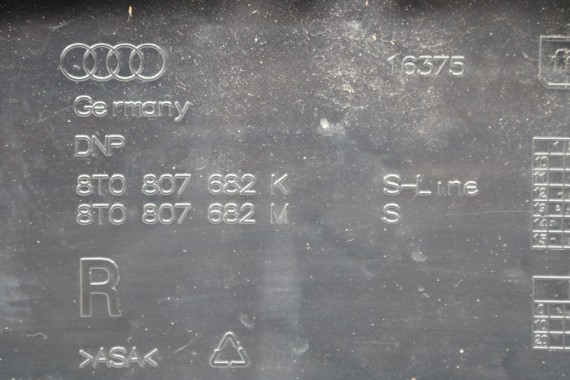 16375
Germany
DNP
8T0 807 682 K S-Line
8T0 807 682 M S
R
>ASA<